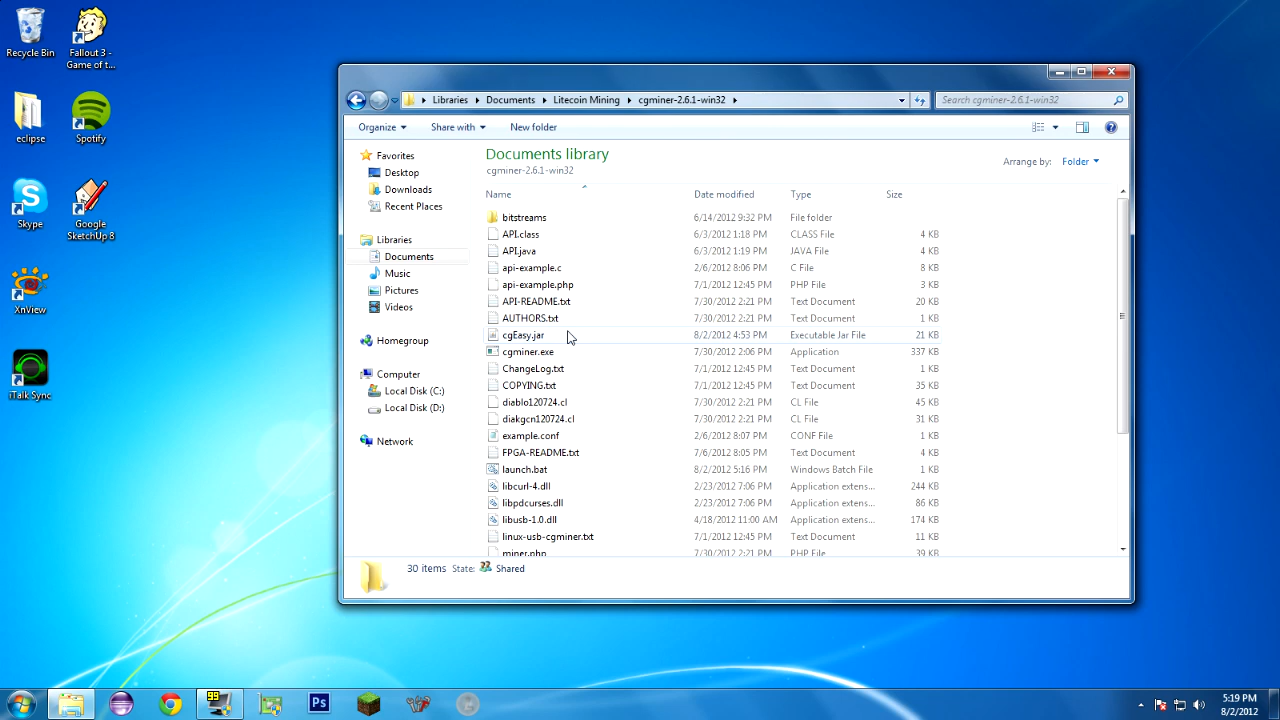 Recycle Bin
Fallout 3 -
Game of t...
eclipse
Spotify
Skype
Google
SketchUp 8
XnView
iTalk Sync
Libraries
Documents
Litecoin Mining
cgminer-2.6.1-win32
Search cgminer-2.6.1-win32
Organize
Share with
New folder
Favorites
Desktop
Downloads
Recent Places
Libraries
Documents
Music
Pictures
Videos
Homegroup
Computer
Local Disk (C:)
Local Disk (D:)
Network
Documents library
cgminer-2.6.1-win32
Arrange by: Folder
Name Date modified Type Size
bitstreams 6/14/2012 9:32 PM File folder
API.class 6/3/2012 1:18 PM CLASS File 4 KB
API.java 6/3/2012 1:19 PM JAVA File 4 KB
api-example.c 2/6/2012 8:06 PM C File 8 KB
api-example.php 7/1/2012 12:45 PM PHP File 3 KB
API-README.txt 7/30/2012 2:21 PM Text Document 20 KB
AUTHORS.txt 7/30/2012 2:21 PM Text Document 1 KB
cgEasy.jar 8/2/2012 4:53 PM Executable Jar File 21 KB
cgminer.exe 7/30/2012 2:06 PM Application 337 KB
ChangeLog.txt 7/1/2012 12:45 PM Text Document 1 KB
COPYING.txt 7/1/2012 12:45 PM Text Document 35 KB
diablo120724.cl 7/30/2012 2:21 PM CL File 45 KB
diakgcn120724.cl 7/30/2012 2:21 PM CL File 31 KB
example.conf 2/6/2012 8:07 PM CONF File 1 KB
FPGA-README.txt 7/6/2012 8:05 PM Text Document 4 KB
launch.bat 8/2/2012 5:16 PM Windows Batch File 1 KB
libcurl-4.dll 2/23/2012 7:06 PM Application extens... 244 KB
libpdcurses.dll 2/23/2012 7:06 PM Application extens... 86 KB
libusb-1.0.dll 4/18/2012 11:00 AM Application extens... 174 KB
linux-usb-cgminer.txt 7/1/2012 12:45 PM Text Document 11 KB
miner.php 7/30/2012 2:21 PM PHP File 39 KB
30 items State: Shared
99
Ps
5:19 PM
8/2/2012